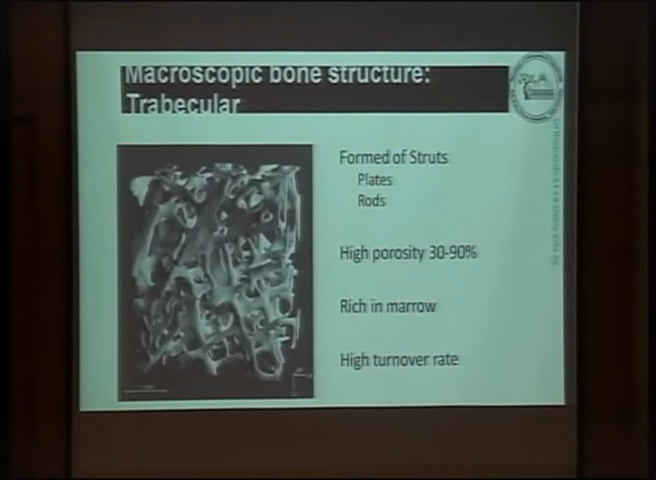 Macroscopic bone structure:
Trabecular
Formed of Struts
Plates
Rods
High porosity 30-90%
Rich in marrow
High turnover rate